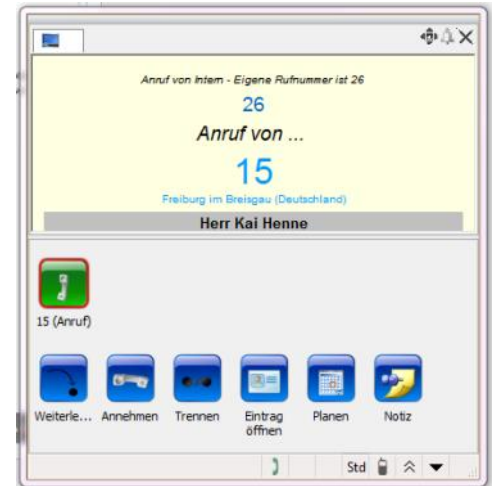 Anruf von Intern - Eigene Rufnummer ist 26
26
Anruf von ...
15
Freiburg im Breisgau (Deutschland)
Herr Kai Henne
15 (Anruf)
Weiterle... Annehmen Trennen Eintrag öffnen Planen Notiz
Std